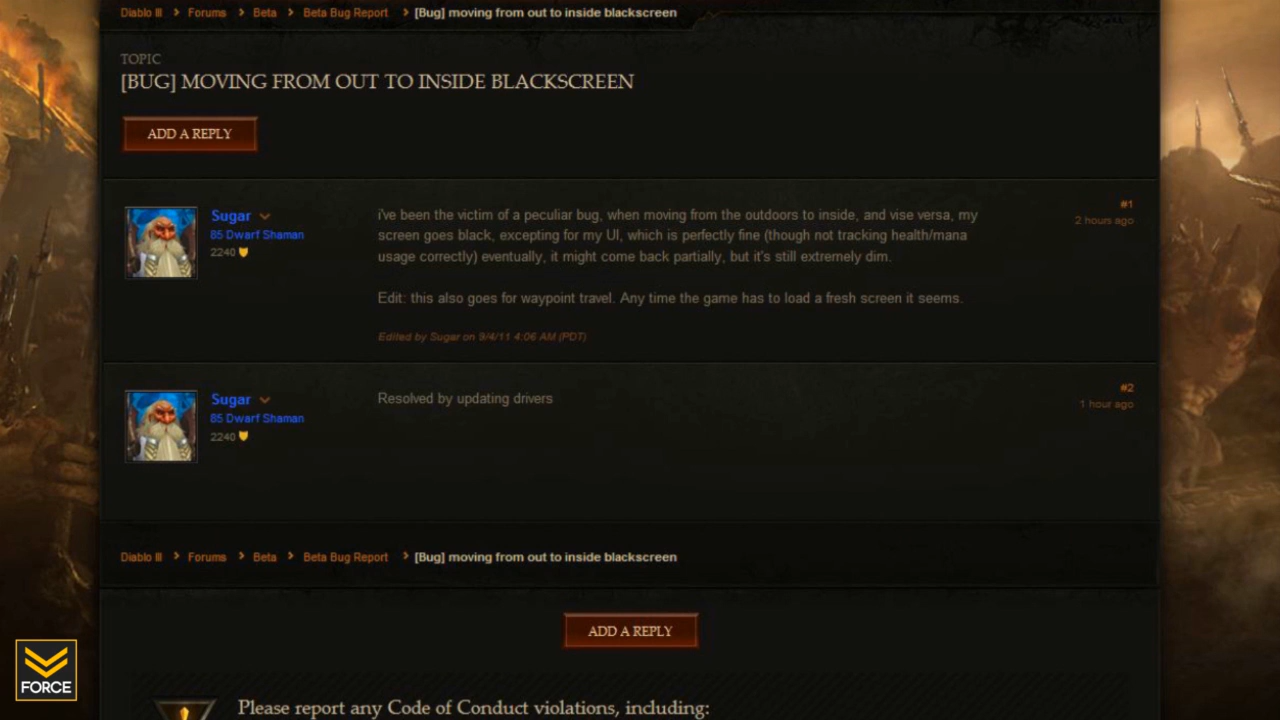 Diablo III > Forums > Beta > Beta Bug Report > [Bug] moving from out to inside blackscreen
TOPIC
[BUG] MOVING FROM OUT TO INSIDE BLACKSCREEN
ADD A REPLY
Sugar
85 Dwarf Shaman
2240
i've been the victim of a peculiar bug, when moving from the outdoors to inside, and vise versa, my
screen goes black, excepting for my UI, which is perfectly fine (though not tracking health/mana
usage correctly) eventually, it might come back partially, but it's still extremely dim.
Edit: this also goes for waypoint travel. Any time the game has to load a fresh screen it seems.
Edited by Sugar on 9/4/11 4:06 AM (PDT)
#1
2 hours ago
Sugar
85 Dwarf Shaman
2240
Resolved by updating drivers
#2
1 hour ago
Diablo III > Forums > Beta > Beta Bug Report > [Bug] moving from out to inside blackscreen
ADD A REPLY
FORCE
Please report any Code of Conduct violations, including: